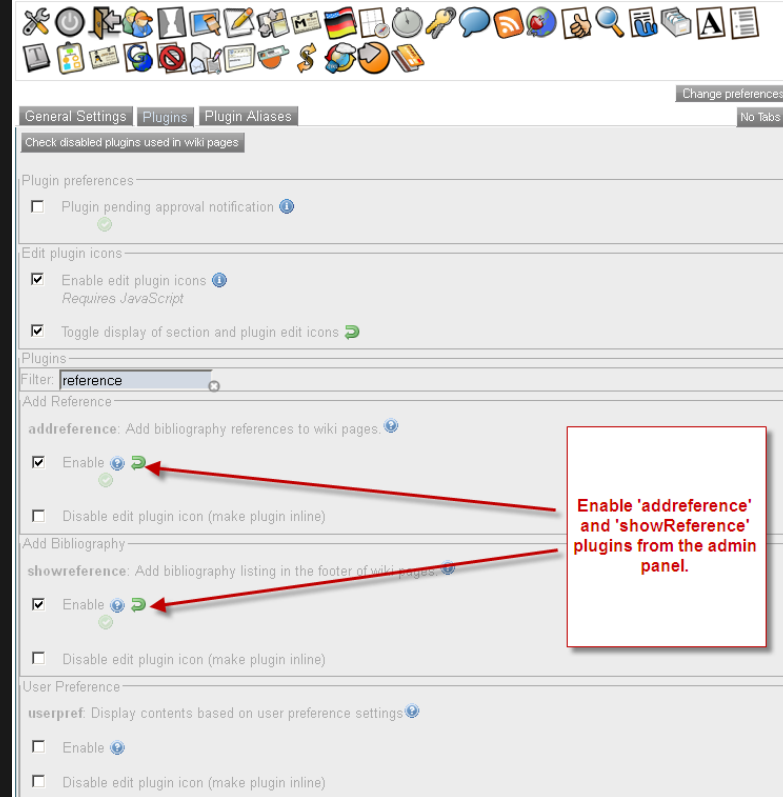 Change preferences
General Settings Plugins Plugin Aliases
No Tabs
Check disabled plugins used in wiki pages
Plugin preferences
Plugin pending approval notification
Edit plugin icons
Enable edit plugin icons
Requires JavaScript
Toggle display of section and plugin edit icons
Plugins
Filter: reference
Add Reference
addreference: Add bibliography references to wiki pages.
Enable
Disable edit plugin icon (make plugin inline)
Add Bibliography
showreference: Add bibliography listing in the footer of wiki pages.
Enable
Disable edit plugin icon (make plugin inline)
User Preference
userpref: Display contents based on user preference settings
Enable
Disable edit plugin icon (make plugin inline)
Enable 'addreference'
and 'showReference'
plugins from the admin
panel.